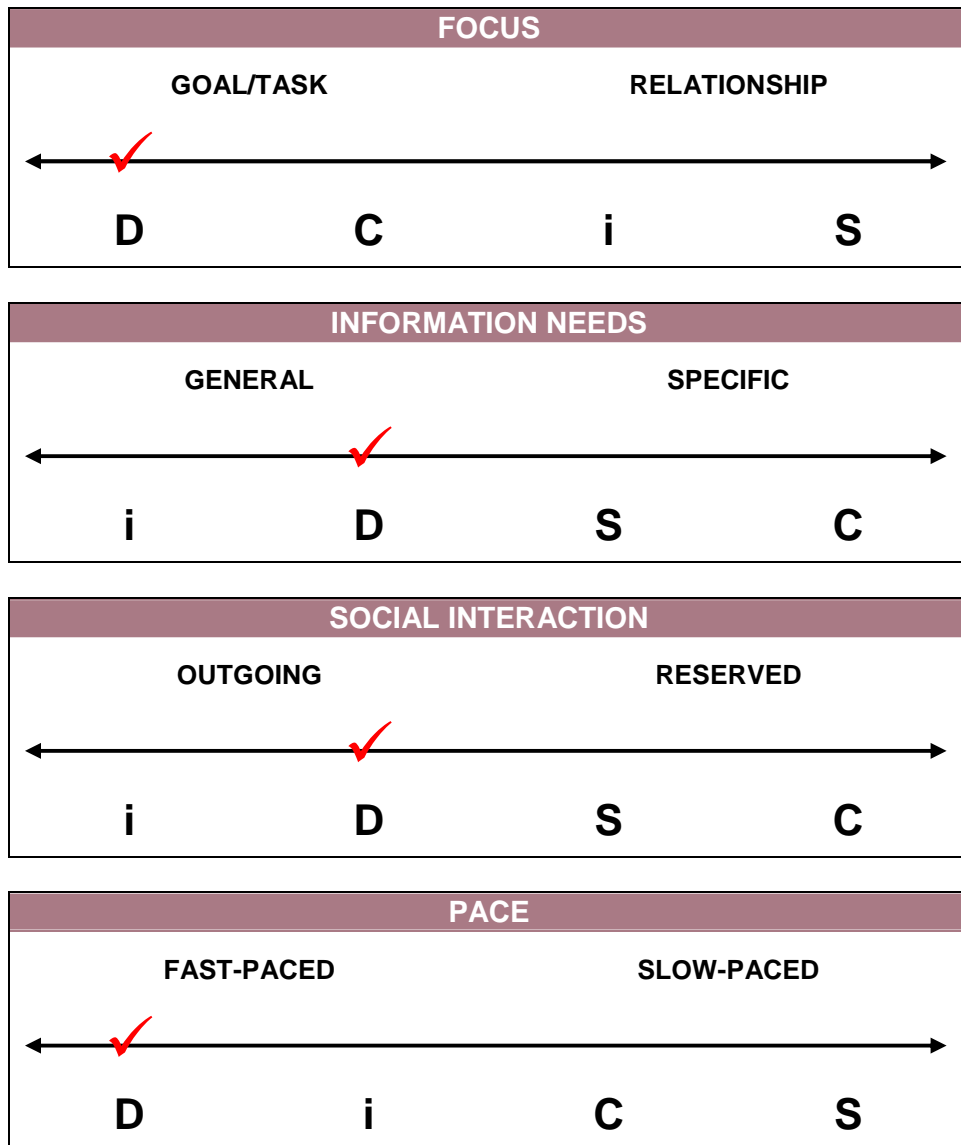 FOCUS
GOAL/TASK RELATIONSHIP
D C i S
INFORMATION NEEDS
GENERAL SPECIFIC
i D S C
SOCIAL INTERACTION
OUTGOING RESERVED
i D S C
PACE
FAST-PACED SLOW-PACED
D i C S